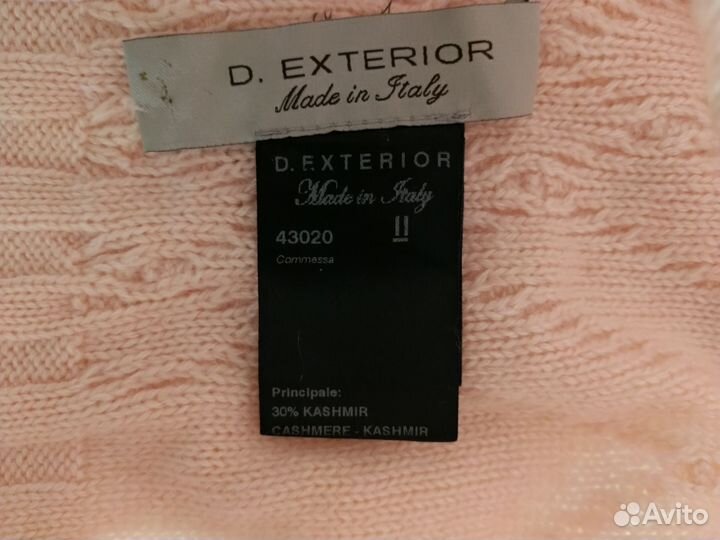 D. EXTERIOR
Made in Italy
D. EXTERIOR
Made in Italy
43020 II
Commessa
Principale:
30% KASHMIR
CASHMERE - KASHMIR
Avito